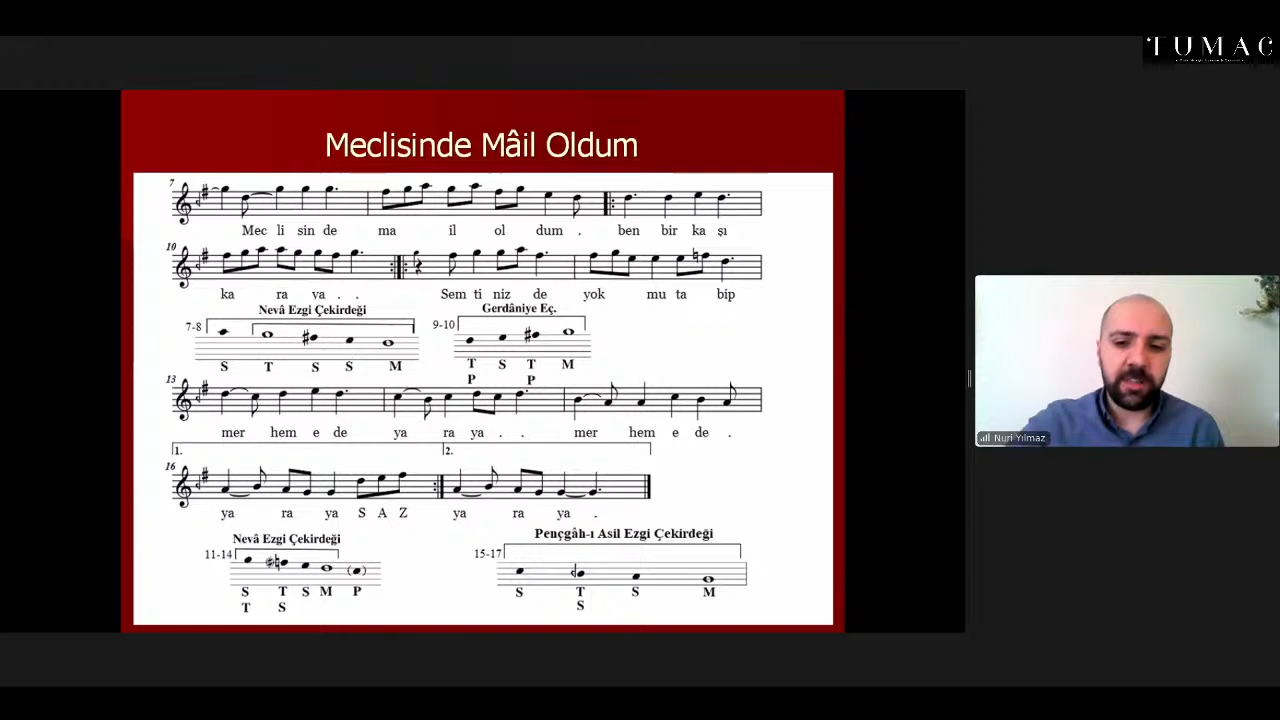 TUMAC
Meclisinde Mâil Oldum
7
Mec li sin de ma il ol dum . ben bir ka şı
10
ka ra ya . . Sem ti niz de yok mu ta bip
Nevâ Ezgi Çekirdeği
7-8
S T S S M
Gerdâniye Eç.
9-10
T S T M
P P
13
mer hem e de ya ra ya . . mer hem e de .
1. 2.
16
ya ra ya S A Z ya ra ya .
Nevâ Ezgi Çekirdeği
11-14
S T S M P
T S
Pençgâh-ı Asil Ezgi Çekirdeği
15-17
S T S M
S
Nuri Yılmaz